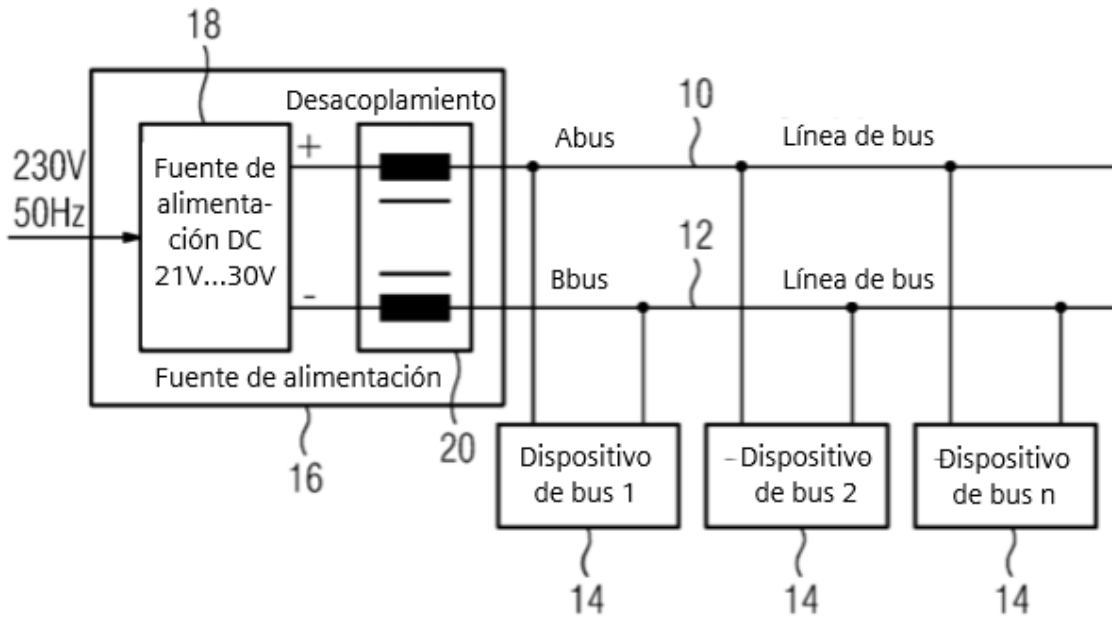 18
Desacoplamiento
10
230V
50Hz
Fuente de
alimenta-
ción DC
21V...30V
+
-
Abus
Línea de bus
12
Bbus
Línea de bus
Fuente de alimentación
16
20
Dispositivo
de bus 1
Dispositivo
de bus 2
Dispositivo
de bus n
14
14
14